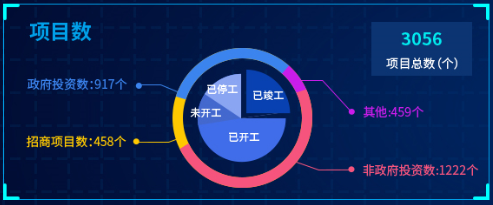 项目数
3056
项目总数(个)
政府投资数:917个
已停工
已竣工
其他:459个
未开工
已开工
招商项目数:458个
非政府投资数:1222个